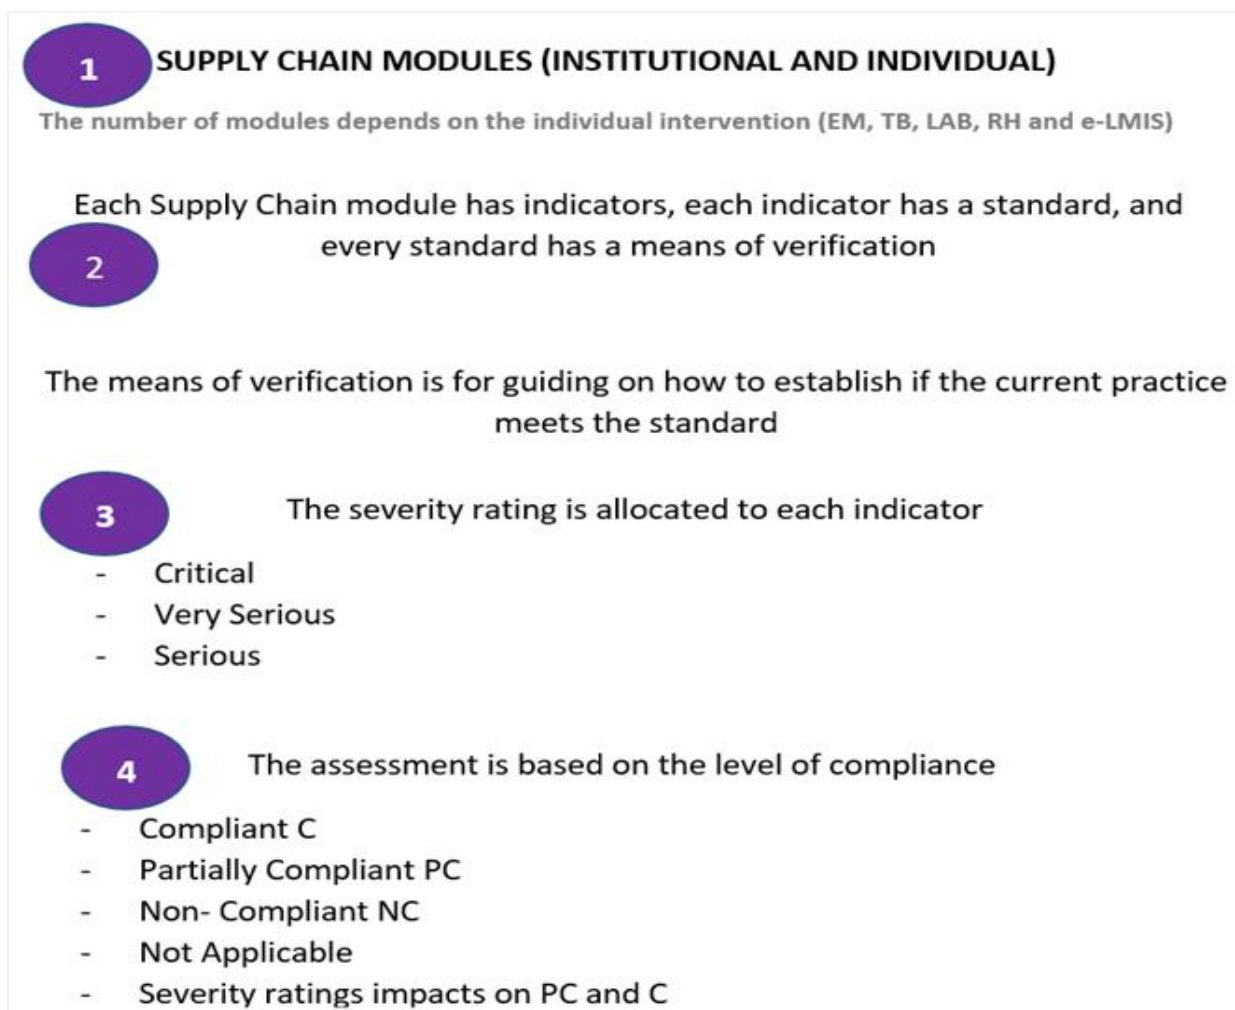 1 SUPPLY CHAIN MODULES (INSTITUTIONAL AND INDIVIDUAL)
The number of modules depends on the individual intervention (EM, TB, LAB, RH and e-LMIS)
Each Supply Chain module has indicators, each indicator has a standard, and
every standard has a means of verification
2
The means of verification is for guiding on how to establish if the current practice
meets the standard
3 The severity rating is allocated to each indicator
- Critical
- Very Serious
- Serious
4 The assessment is based on the level of compliance
- Compliant C
- Partially Compliant PC
- Non- Compliant NC
- Not Applicable
- Severity ratings impacts on PC and C